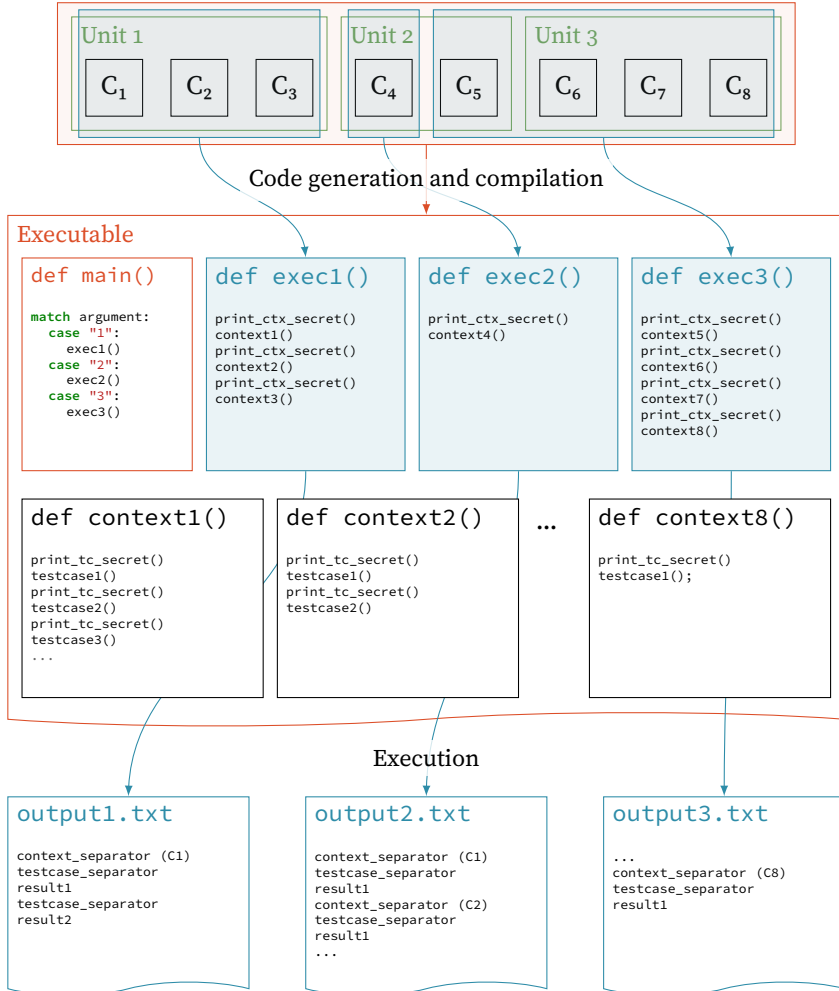 Unit 1
Unit 2
Unit 3
C₁
C₂
C₃
C₄
C₅
C₆
C₇
C₈
Code generation and compilation
Executable
def main()
match argument:
  case "1":
    exec1()
  case "2":
    exec2()
  case "3":
    exec3()
def exec1()
print_ctx_secret()
context1()
print_ctx_secret()
context2()
print_ctx_secret()
context3()
def exec2()
print_ctx_secret()
context4()
def exec3()
print_ctx_secret()
context5()
print_ctx_secret()
context6()
print_ctx_secret()
context7()
print_ctx_secret()
context8()
def context1()
print_tc_secret()
testcase1()
print_tc_secret()
testcase2()
print_tc_secret()
testcase3()
...
def context2()
print_tc_secret()
testcase1()
print_tc_secret()
testcase2()
...
def context8()
print_tc_secret()
testcase1();
Execution
output1.txt
context_separator (C1)
testcase_separator
result1
testcase_separator
result2
output2.txt
context_separator (C1)
testcase_separator
result1
context_separator (C2)
testcase_separator
result1
...
output3.txt
...
context_separator (C8)
testcase_separator
result1